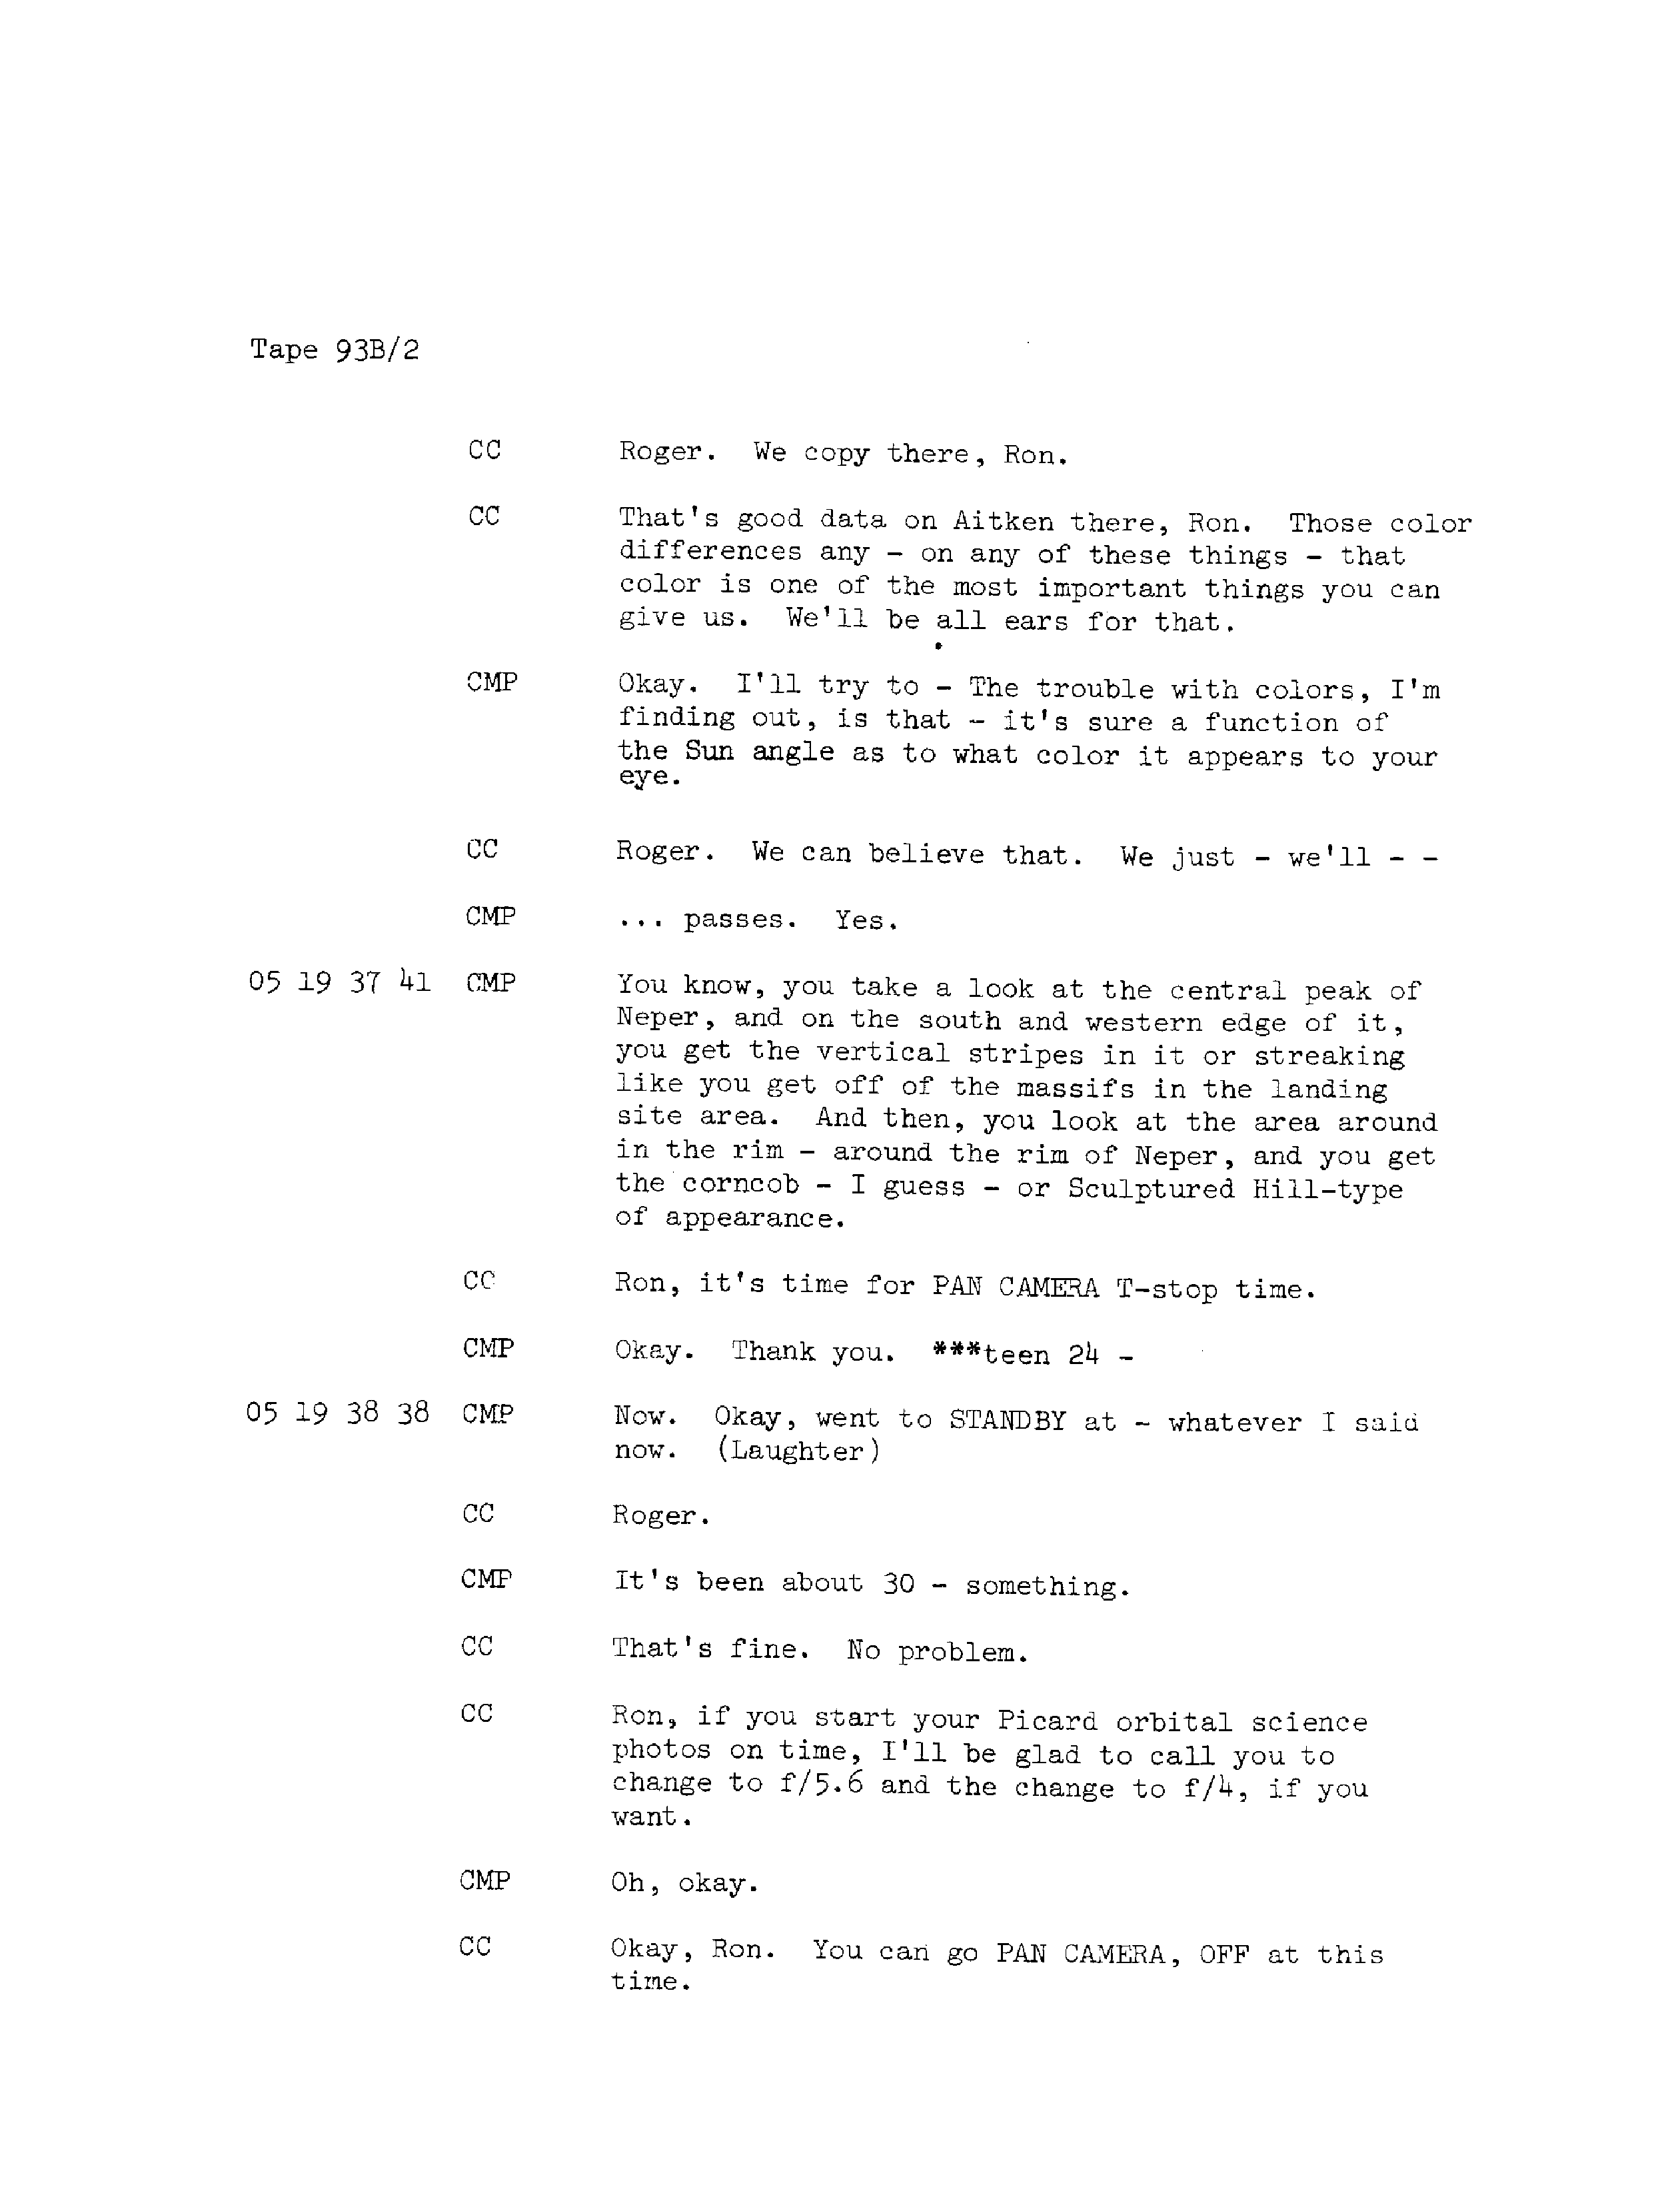 Tape 93B/2
CC Roger. We copy there, Ron.
CC That's good data on Aitken there, Ron. Those color
differences any - on any of these things - that
color is one of the most important things you can
give us. We'll be all ears for that.
CMP Okay. I'll try to - The trouble with colors, I'm
finding out, is that - it's sure a function of
the Sun angle as to what color it appears to your
eye.
CC Roger. We can believe that. We just - we'll - -
CMP ... passes. Yes.
05 19 37 41 CMP You know, you take a look at the central peak of
Neper, and on the south and western edge of it,
you get the vertical stripes in it or streaking
like you get off of the massifs in the landing
site area. And then, you look at the area around
in the rim - around the rim of Neper, and you get
the corncob - I guess - or Sculptured Hill-type
of appearance.
CC Ron, it's time for PAN CAMERA T-stop time.
CMP Okay. Thank you. ***teen 24 -
05 19 38 38 CMP Now. Okay, went to STANDBY at - whatever I said
now. (Laughter)
CC Roger.
CMP It's been about 30 - something.
CC That's fine. No problem.
CC Ron, if you start your Picard orbital science
photos on time, I'll be glad to call you to
change to f/5.6 and the change to f/4, if you
want.
CMP Oh, okay.
CC Okay, Ron. You can go PAN CAMERA, OFF at this
time.